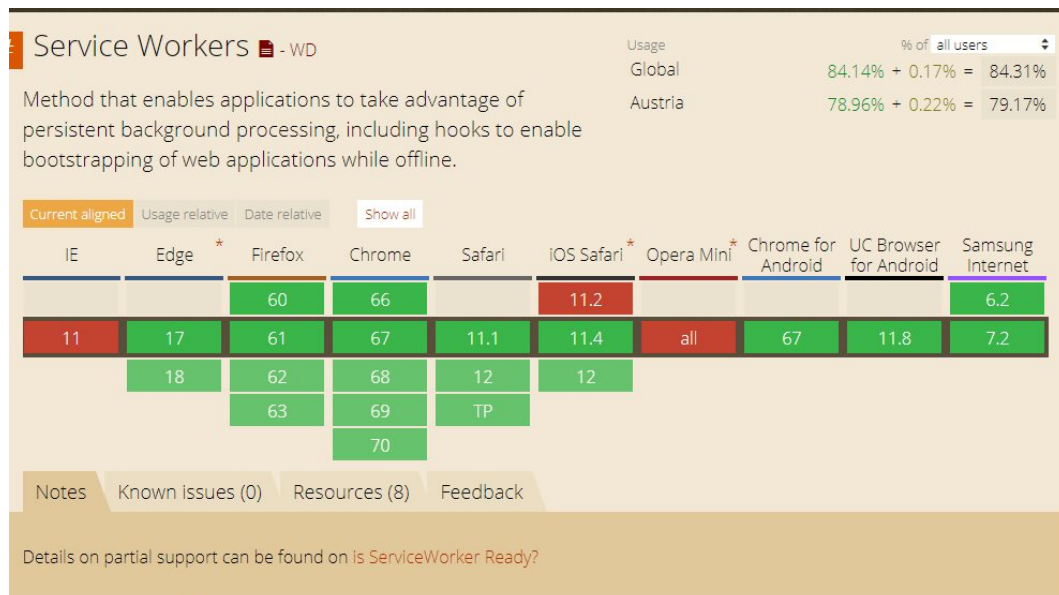 Service Workers - WD
Usage % of all users
Global 84.14% + 0.17% = 84.31%
Austria 78.96% + 0.22% = 79.17%
Method that enables applications to take advantage of
persistent background processing, including hooks to enable
bootstrapping of web applications while offline.
Current aligned Usage relative Date relative Show all
IE Edge * Firefox Chrome Safari iOS Safari * Opera Mini * Chrome for Android UC Browser for Android Samsung Internet
60 66 11.2 6.2
11 17 61 67 11.1 11.4 all 67 11.8 7.2
18 62 68 12 12
63 69 TP
70
Notes Known issues (0) Resources (8) Feedback
Details on partial support can be found on is ServiceWorker Ready?